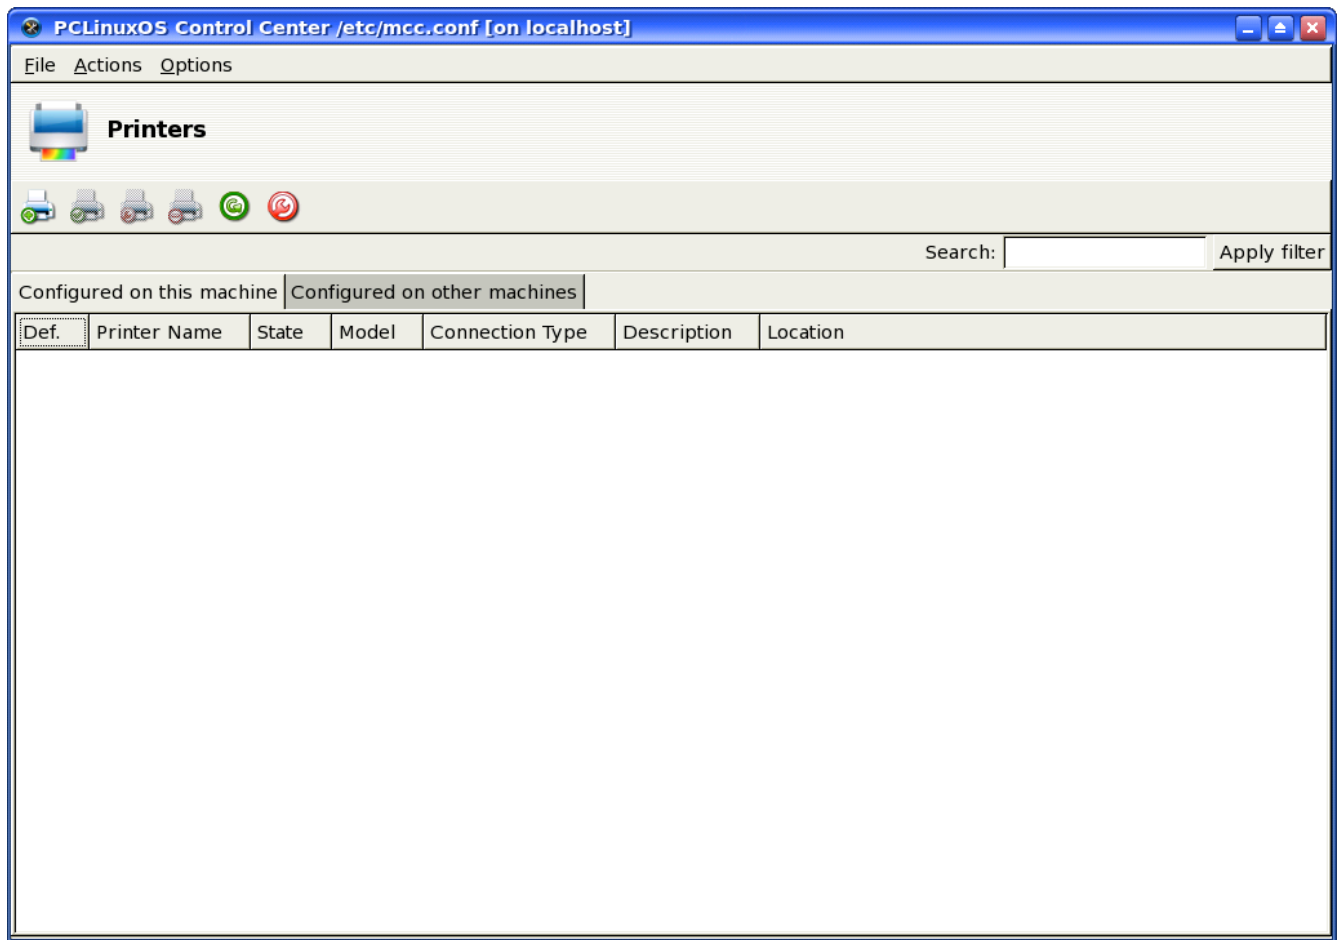 PCLinuxOS Control Center /etc/mcc.conf [on localhost]
File Actions Options
Printers
Search: Apply filter
Configured on this machine Configured on other machines
Def. Printer Name State Model Connection Type Description Location